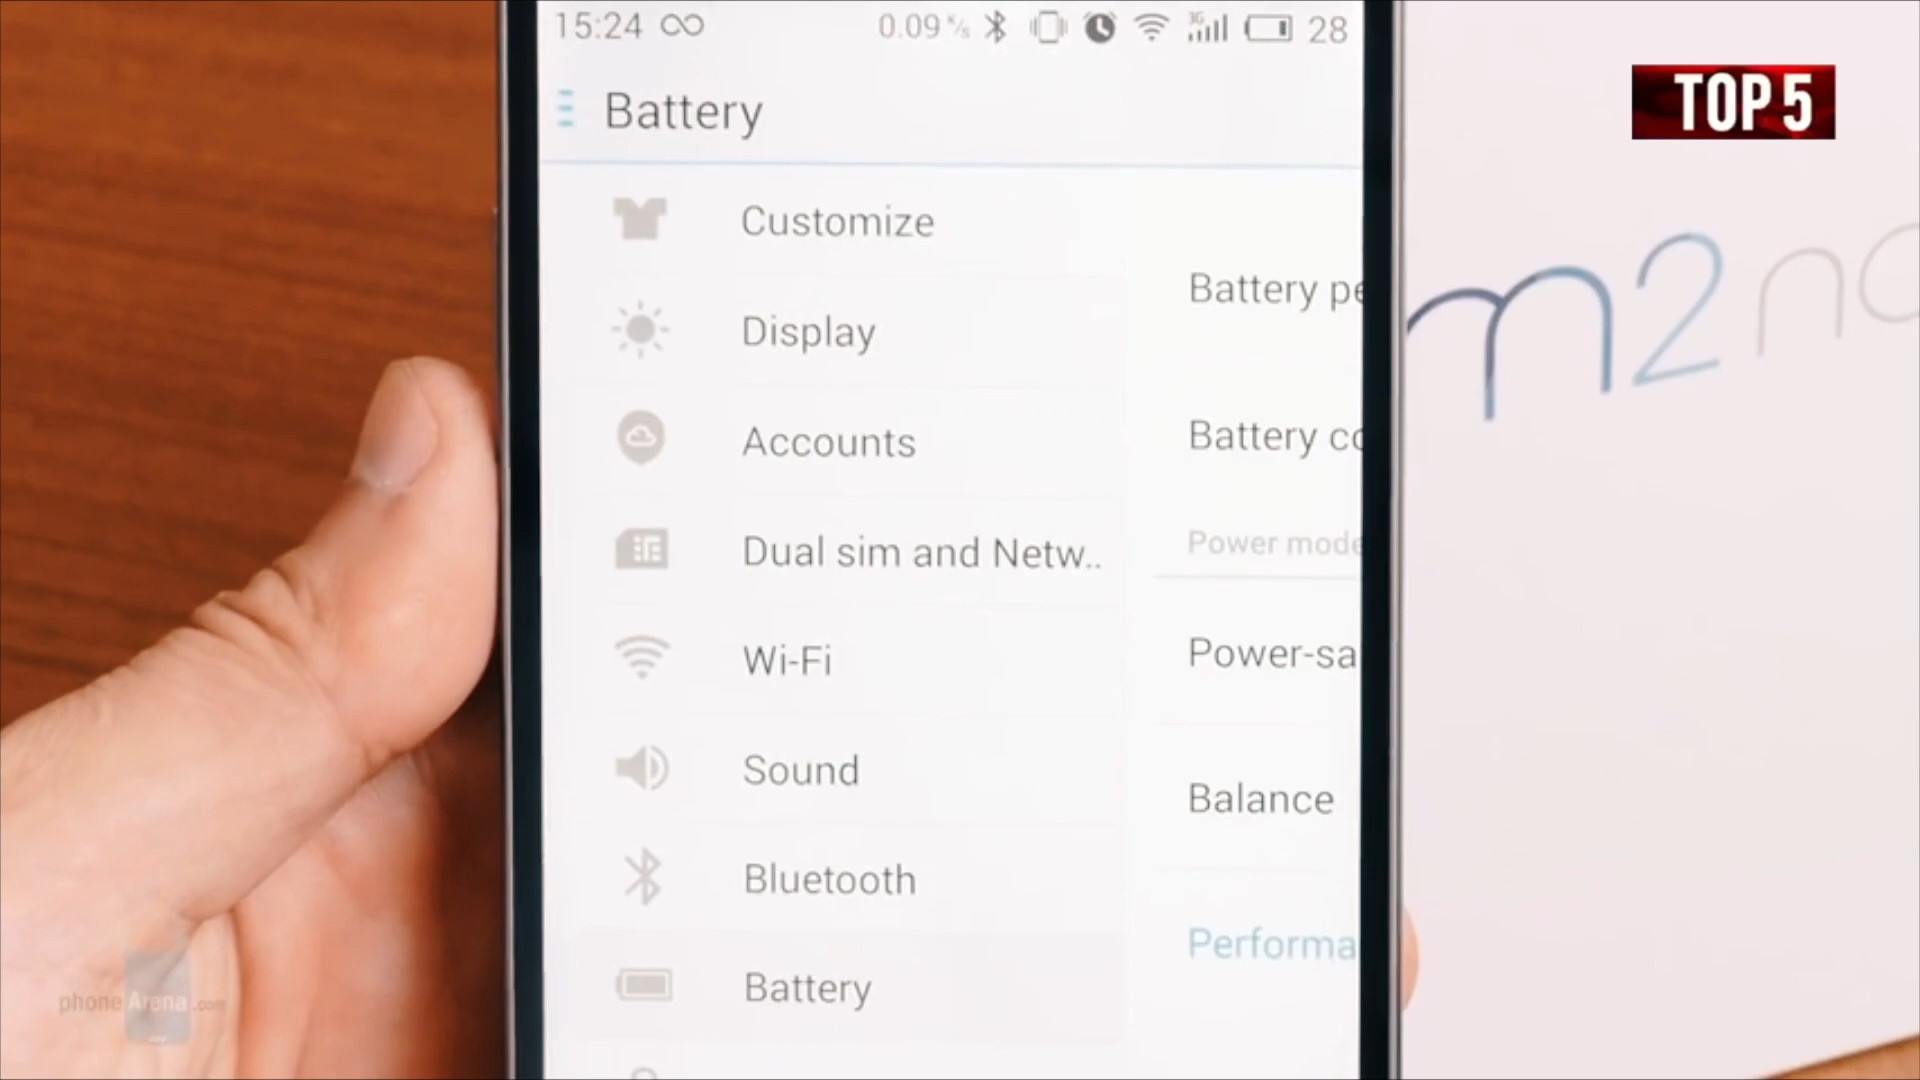 15:24 0.09 K/s 3G 28
TOP 5
Battery
Customize
Display
Accounts
Dual sim and Netw..
Wi-Fi
Sound
Bluetooth
Battery
Battery pe
Battery co
Power mode
Power-sa
Balance
Performa
m2 no
phoneArena.com